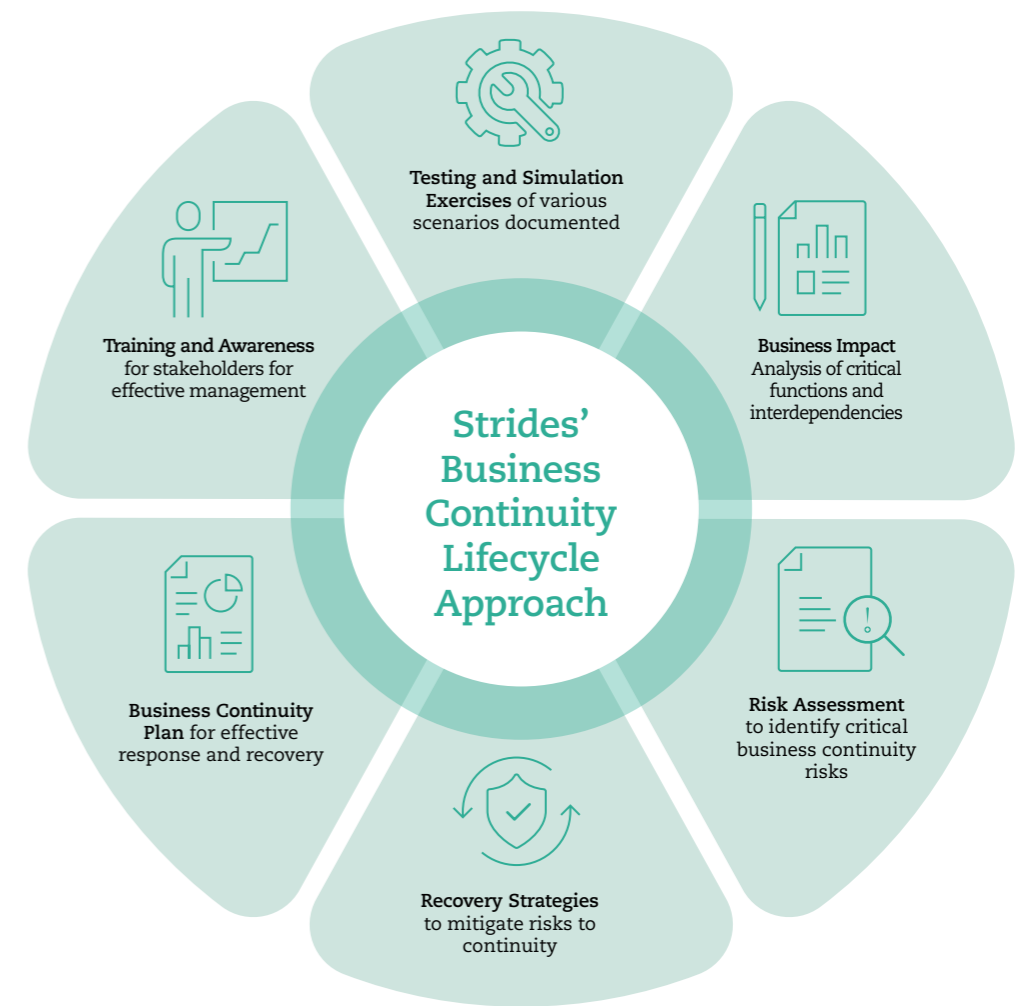 Testing and Simulation
Exercises of various
scenarios documented
Business Impact
Analysis of critical
functions and
interdependencies
Risk Assessment
to identify critical
business continuity
risks
Recovery Strategies
to mitigate risks to
continuity
Business Continuity
Plan for effective
response and recovery
Training and Awareness
for stakeholders for
effective management
Strides’
Business
Continuity
Lifecycle
Approach